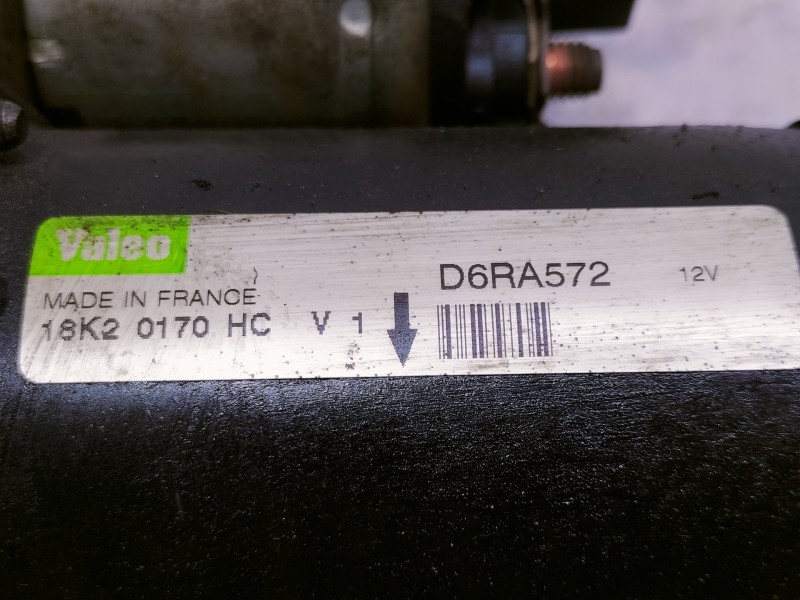 Valeo
D6RA572 12V
MADE IN FRANCE
18K2 0170 HC V 1